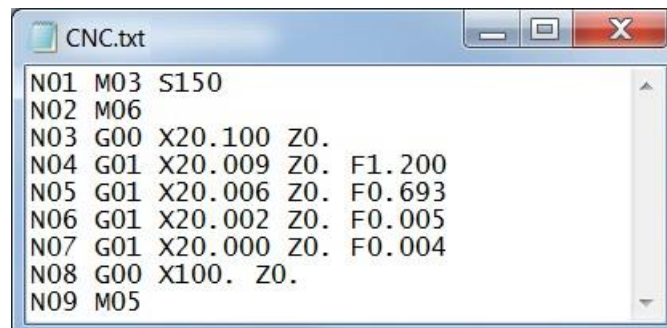 CNC.txt
N01 M03 S150
N02 M06
N03 G00 X20.100 Z0.
N04 G01 X20.009 Z0. F1.200
N05 G01 X20.006 Z0. F0.693
N06 G01 X20.002 Z0. F0.005
N07 G01 X20.000 Z0. F0.004
N08 G00 X100. Z0.
N09 M05